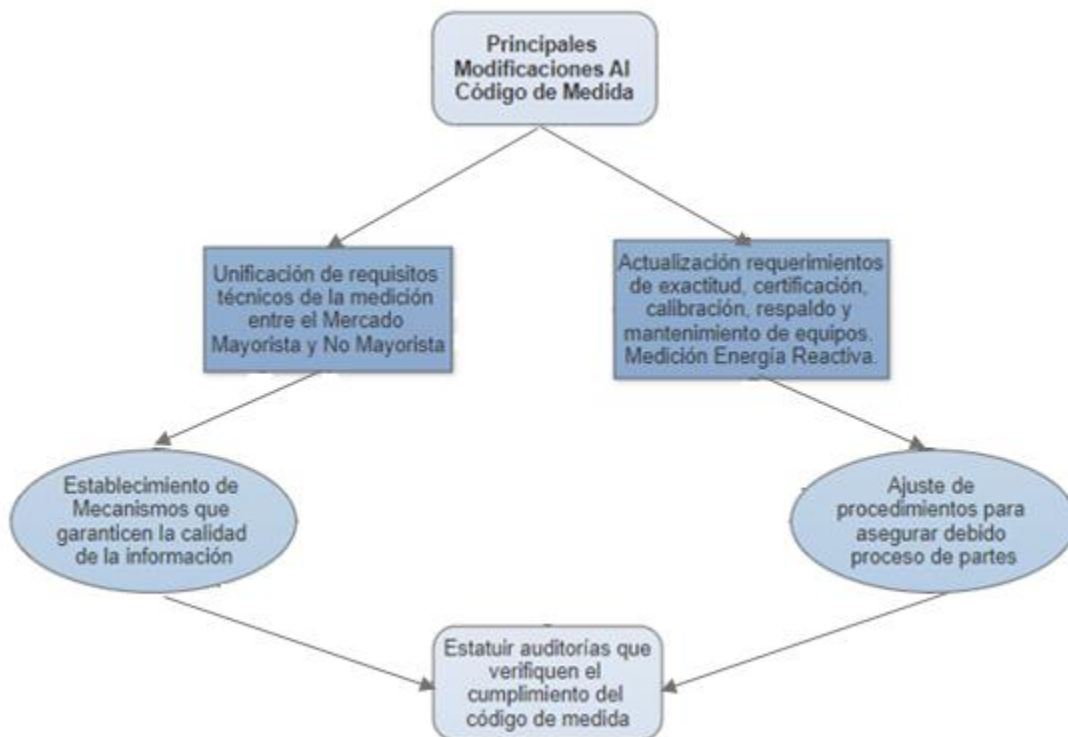 Principales
Modificaciones Al
Código de Medida
Unificación de requisitos
técnicos de la medición
entre el Mercado
Mayorista y No Mayorista
Actualización requerimientos
de exactitud, certificación,
calibración, respaldo y
mantenimiento de equipos.
Medición Energía Reactiva.
Establecimiento de
Mecanismos que
garanticen la calidad
de la información
Ajuste de
procedimientos para
asegurar debido
proceso de partes
Estatuir auditorías que
verifiquen el
cumplimiento del
código de medida